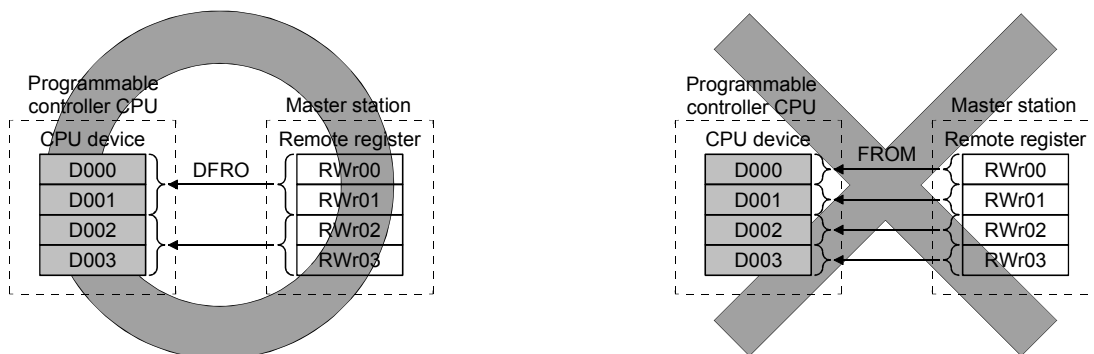 Programmable
controller CPU
Master station
CPU device
Remote register
D000
DFRO
RWr00
D001
RWr01
D002
RWr02
D003
RWr03
Programmable
controller CPU
Master station
CPU device
Remote register
FROM
D000
RWr00
D001
RWr01
D002
RWr02
D003
RWr03